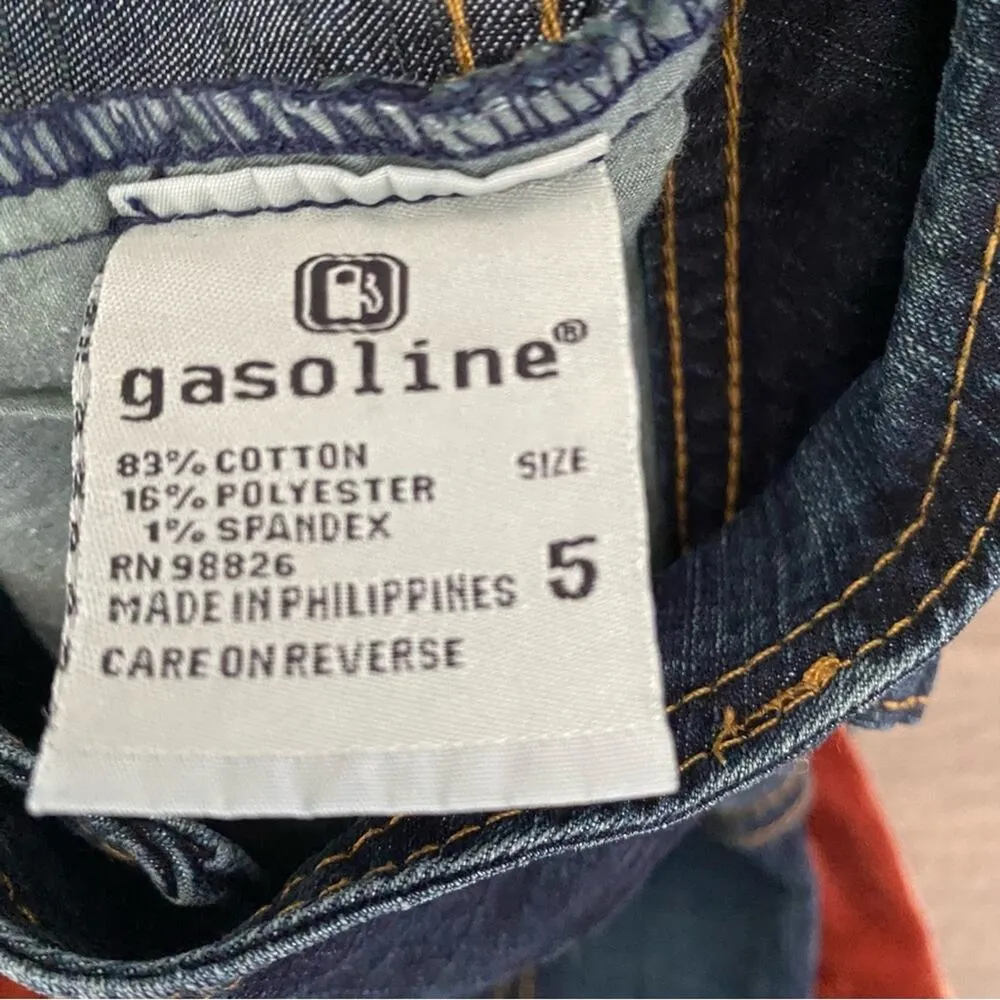 gasoline®
83% COTTON
16% POLYESTER
1% SPANDEX
RN 98826
MADE IN PHILIPPINES
CARE ON REVERSE
SIZE
5